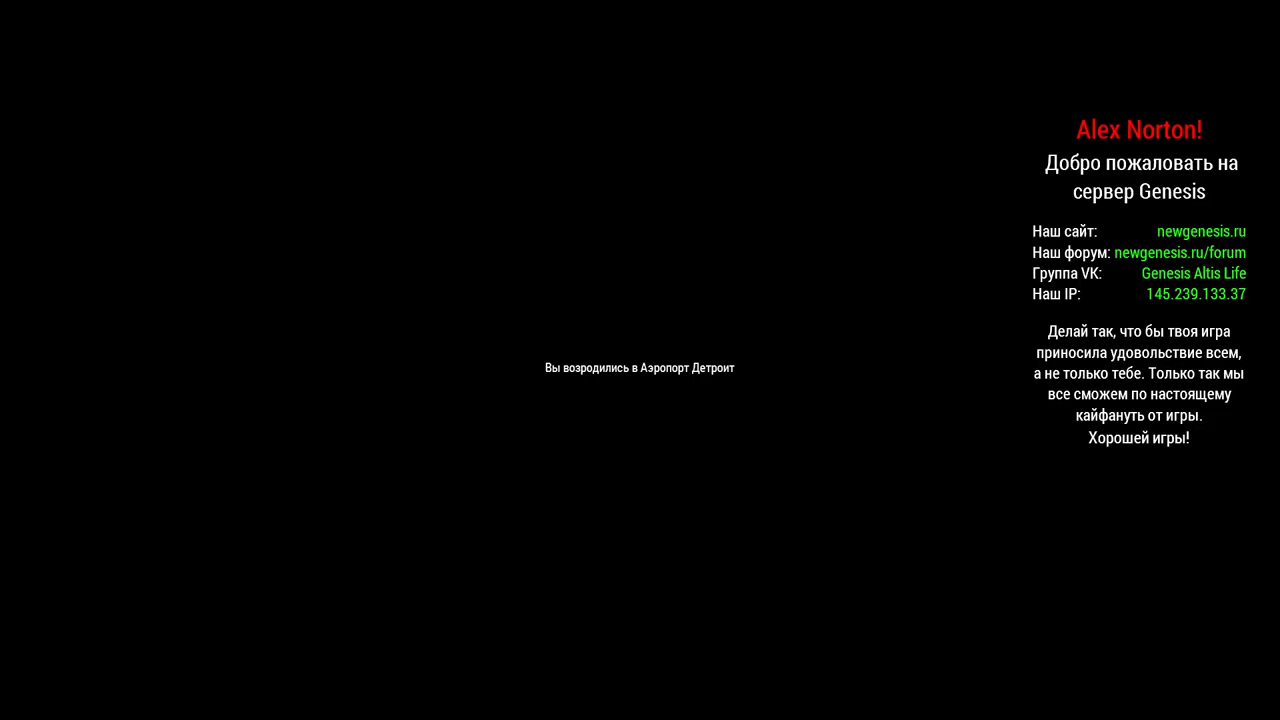 Alex Norton!
Добро пожаловать на
сервер Genesis
Наш сайт: newgenesis.ru
Наш форум: newgenesis.ru/forum
Группа VK: Genesis Altis Life
Наш IP: 145.239.133.37
Делай так, что бы твоя игра
приносила удовольствие всем,
а не только тебе. Только так мы
все сможем по настоящему
кайфануть от игры.
Хорошей игры!
Вы возродились в Аэропорт Детроит